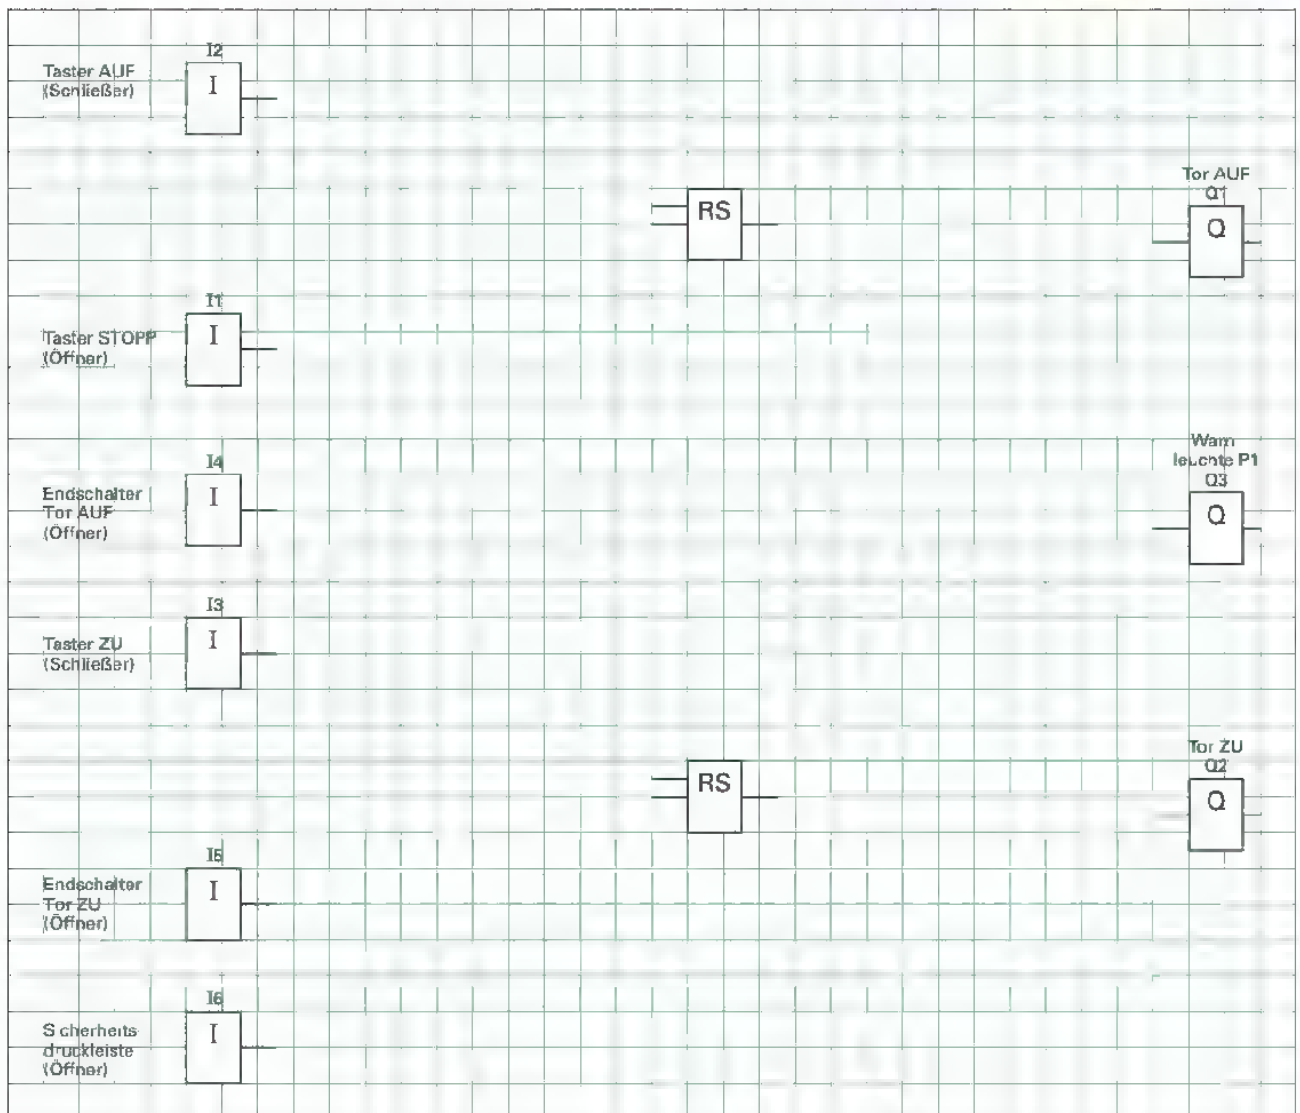 I2
Taster AUF
(Schließer)
I
Tor AUF
Q1
RS
Q
I1
Taster STOPP
(Öffner)
I
Warn
leuchte P1
Q3
I4
Endschalter
Tor AUF
(Öffner)
I
Q
I3
Taster ZU
(Schließer)
I
Tor ZU
Q2
RS
Q
I5
Endschalter
Tor ZU
(Öffner)
I
I6
Sicherheits
druckleiste
(Öffner)
I